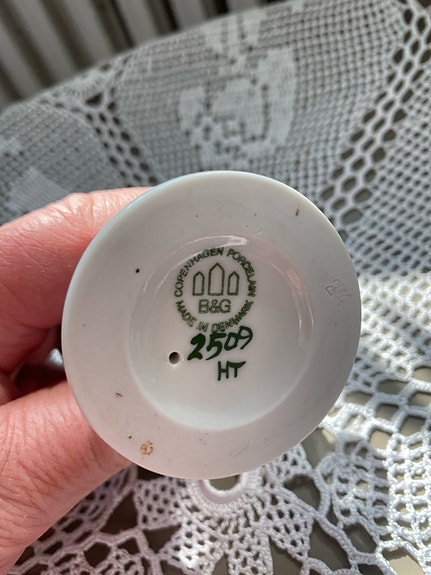 COPENHAGEN PORCELAIN
B&G
MADE IN DENMARK
2509
HT